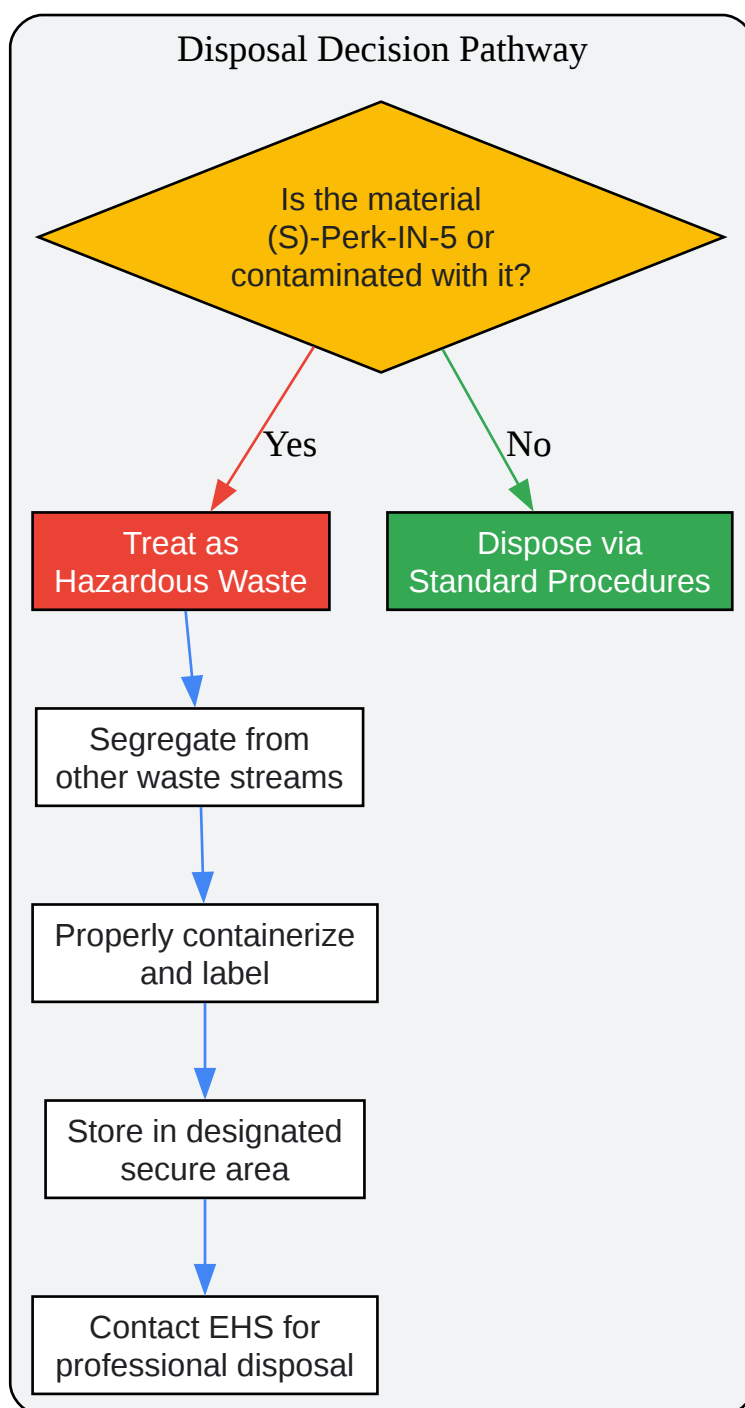 Disposal Decision Pathway
Is the material
(S)-Perk-IN-5 or
contaminated with it?
Yes
No
Treat as
Hazardous Waste
Dispose via
Standard Procedures
Segregate from
other waste streams
Properly containerize
and label
Store in designated
secure area
Contact EHS for
professional disposal